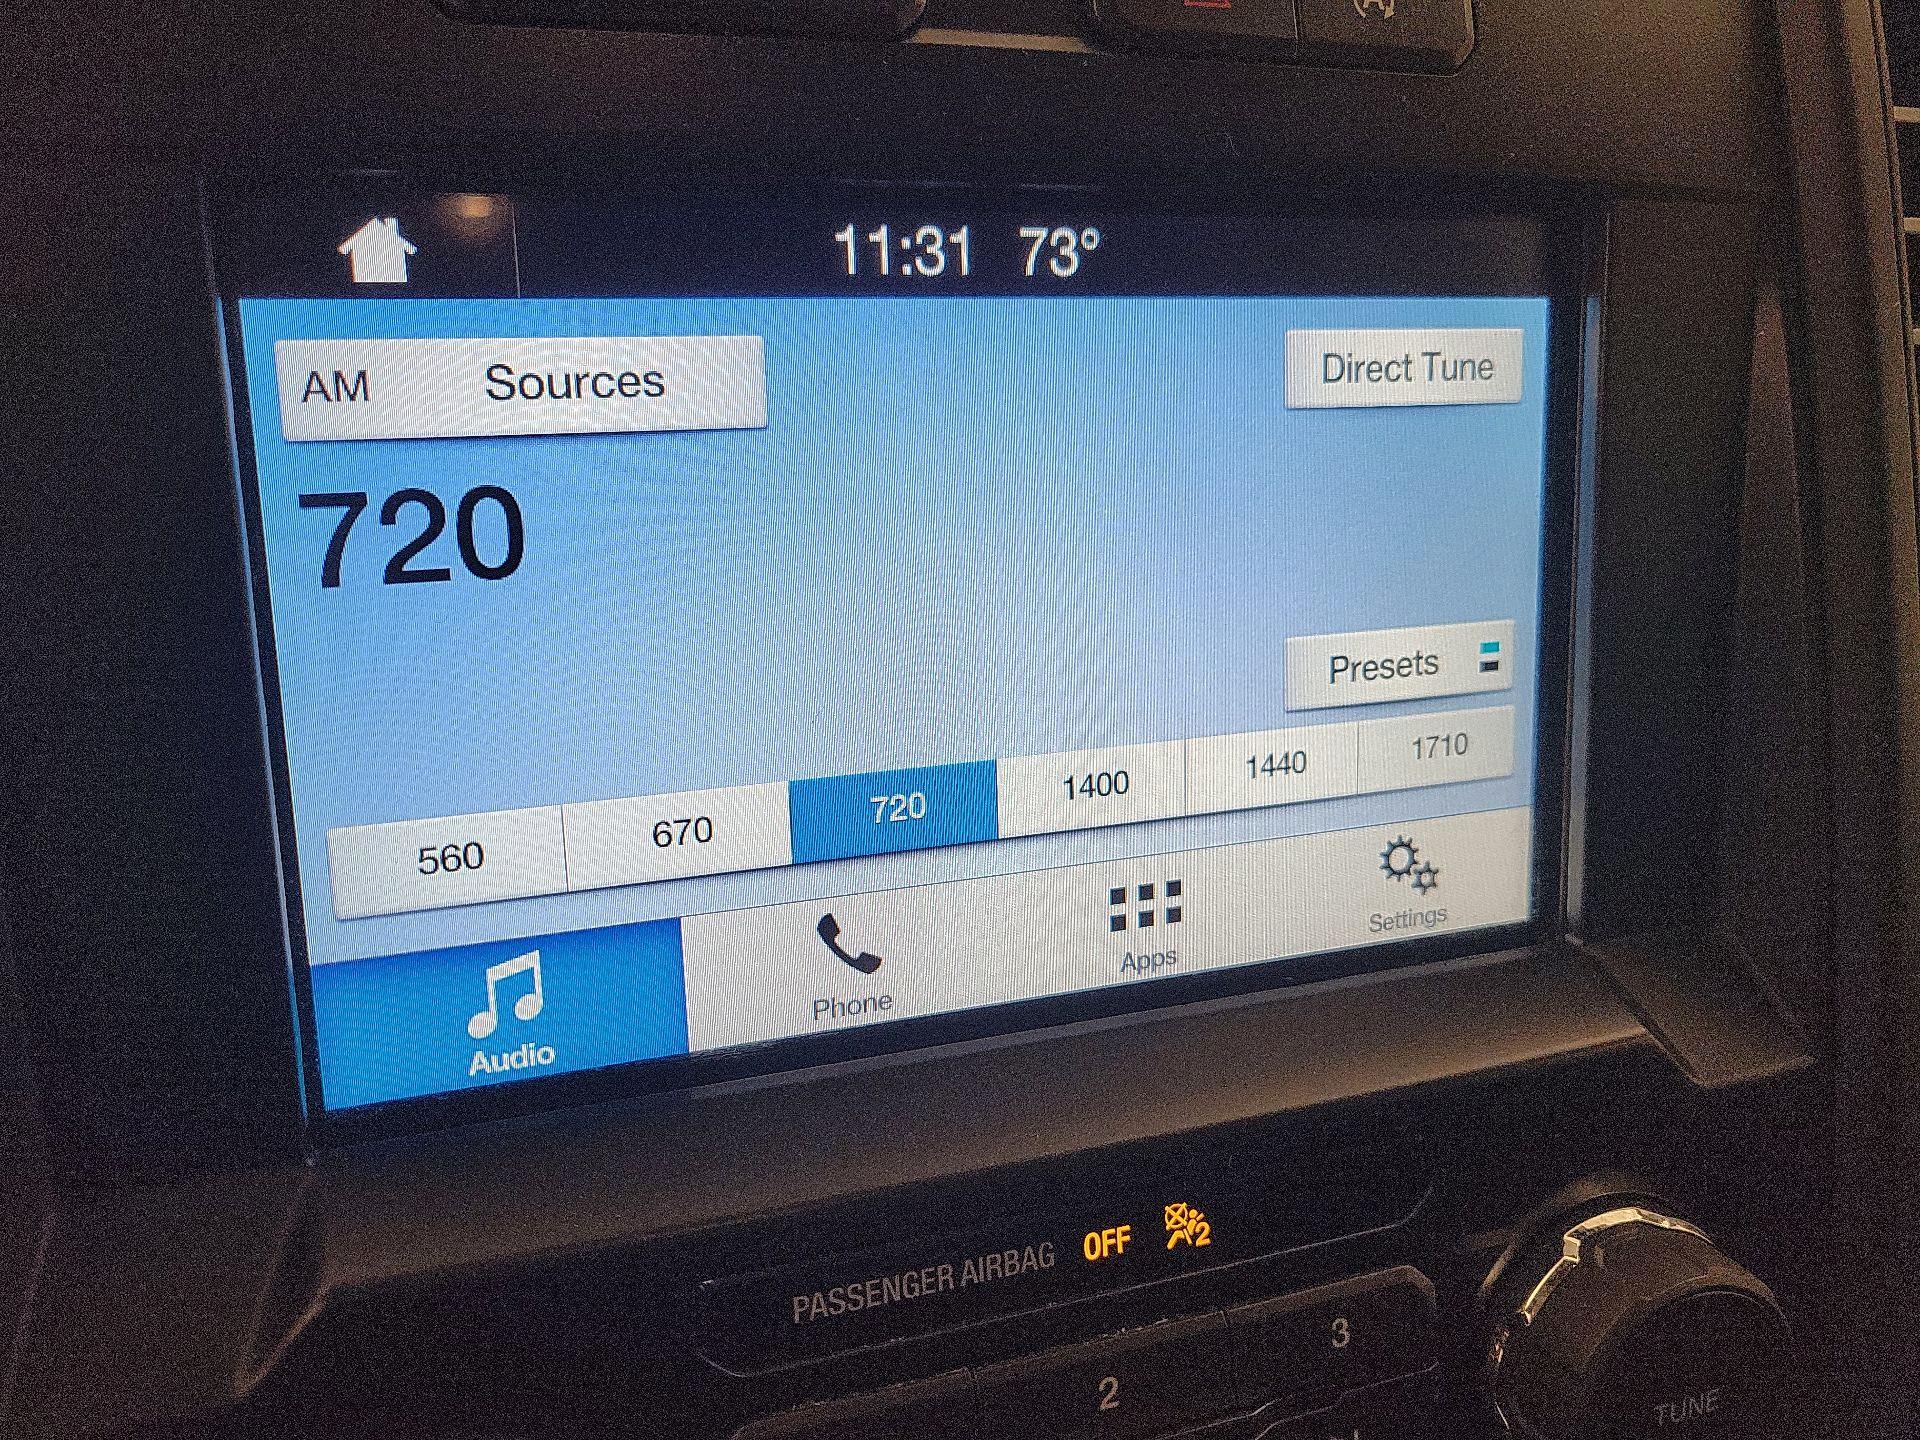 11:31 73°
AM Sources
Direct Tune
720
Presets
560 670 720 1400 1440 1710
Audio
Phone
Apps
Settings
PASSENGER AIRBAG OFF 2
2
3
TUNE